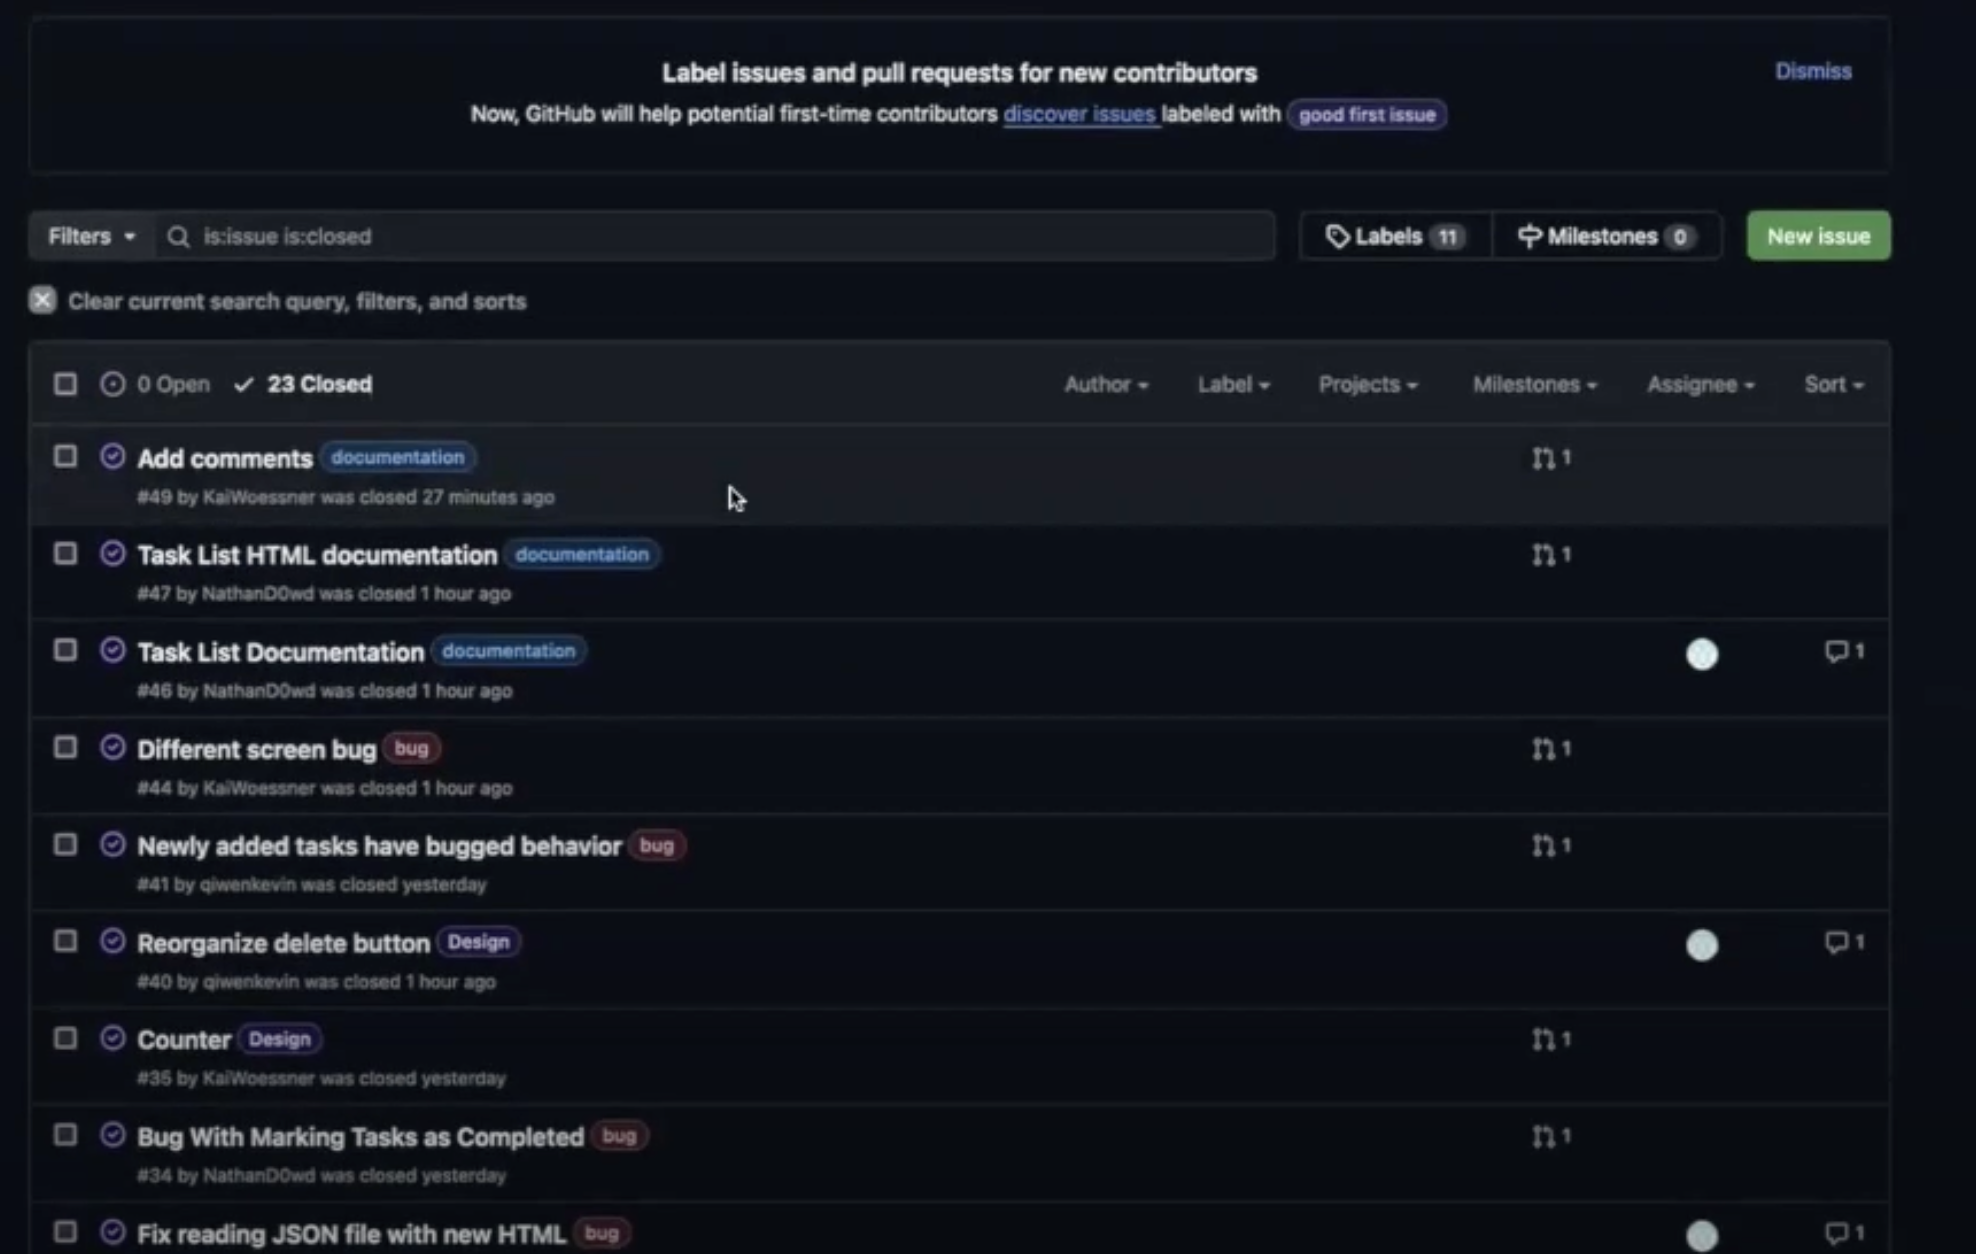 Label issues and pull requests for new contributors
Dismiss
Now, GitHub will help potential first-time contributors discover issues labeled with good first issue
Filters is:issue is:closed Labels 11 Milestones 0 New issue
Clear current search query, filters, and sorts
0 Open 23 Closed Author Label Projects Milestones Assignee Sort
Add comments documentation 1
#49 by KaiWoessner was closed 27 minutes ago
Task List HTML documentation documentation 1
#47 by NathanD0wd was closed 1 hour ago
Task List Documentation documentation 1
#46 by NathanD0wd was closed 1 hour ago
Different screen bug bug 1
#44 by KaiWoessner was closed 1 hour ago
Newly added tasks have bugged behavior bug 1
#41 by qiwenkevin was closed yesterday
Reorganize delete button Design 1
#40 by qiwenkevin was closed 1 hour ago
Counter Design 1
#35 by KaiWoessner was closed yesterday
Bug With Marking Tasks as Completed bug 1
#34 by NathanD0wd was closed yesterday
Fix reading JSON file with new HTML bug 1